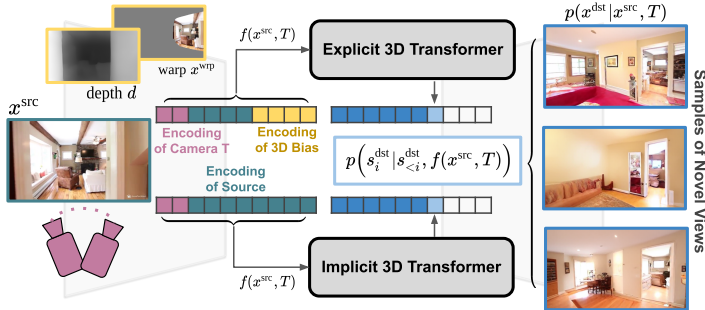 warp x^wrp
depth d
x^src
f(x^src, T)
Explicit 3D Transformer
p(x^dst|x^src, T)
Encoding
of Camera T
Encoding
of 3D Bias
Encoding
of Source
p(s_i^dst|s_{<i}^dst, f(x^src, T))
f(x^src, T)
Implicit 3D Transformer
Samples of Novel Views